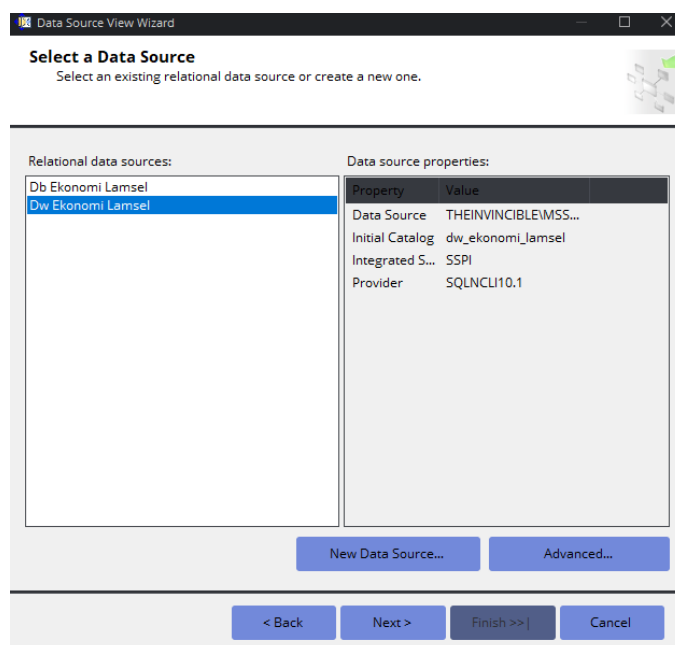 Data Source View Wizard
Select a Data Source
Select an existing relational data source or create a new one.
Relational data sources:
Db Ekonomi Lamsel
Dw Ekonomi Lamsel
Data source properties:
Property Value
Data Source THEINVINCIBLE\MSS...
Initial Catalog dw_ekonomi_lamsel
Integrated S... SSPI
Provider SQLNCLI10.1
New Data Source... Advanced...
< Back Next > Finish >>| Cancel